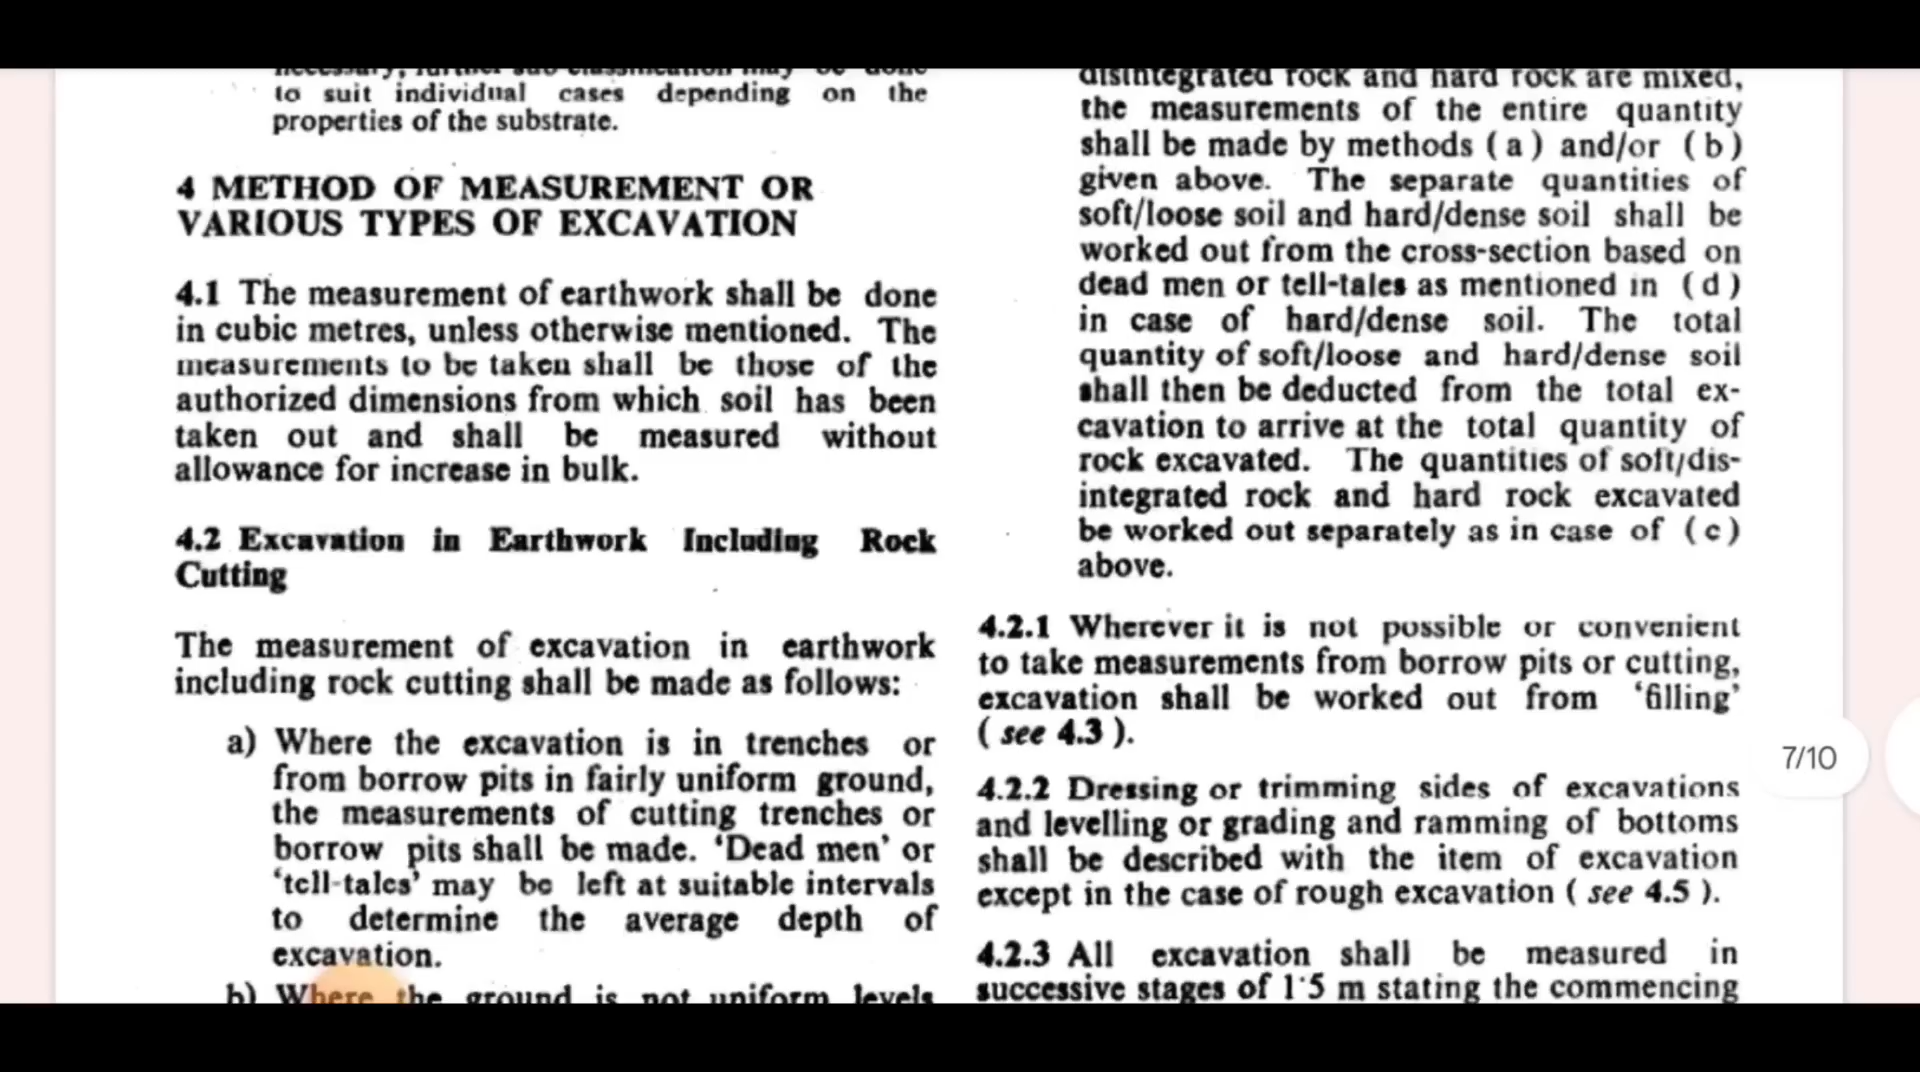 necessary, further sub-classification may be done
to suit individual cases depending on the
properties of the substrate.
4 METHOD OF MEASUREMENT OR
VARIOUS TYPES OF EXCAVATION
4.1 The measurement of earthwork shall be done
in cubic metres, unless otherwise mentioned. The
measurements to be taken shall be those of the
authorized dimensions from which soil has been
taken out and shall be measured without
allowance for increase in bulk.
4.2 Excavation in Earthwork Including Rock
Cutting
The measurement of excavation in earthwork
including rock cutting shall be made as follows:
a) Where the excavation is in trenches or
from borrow pits in fairly uniform ground,
the measurements of cutting trenches or
borrow pits shall be made. ‘Dead men’ or
‘tell-tales’ may be left at suitable intervals
to determine the average depth of
excavation.
b) Where the ground is not uniform levels
disintegrated rock and hard rock are mixed,
the measurements of the entire quantity
shall be made by methods ( a ) and/or ( b )
given above. The separate quantities of
soft/loose soil and hard/dense soil shall be
worked out from the cross-section based on
dead men or tell-tales as mentioned in ( d )
in case of hard/dense soil. The total
quantity of soft/loose and hard/dense soil
shall then be deducted from the total ex-
cavation to arrive at the total quantity of
rock excavated. The quantities of soft/dis-
integrated rock and hard rock excavated
be worked out separately as in case of ( c )
above.
4.2.1 Wherever it is not possible or convenient
to take measurements from borrow pits or cutting,
excavation shall be worked out from ‘filling’
( see 4.3 ).
4.2.2 Dressing or trimming sides of excavations
and levelling or grading and ramming of bottoms
shall be described with the item of excavation
except in the case of rough excavation ( see 4.5 ).
4.2.3 All excavation shall be measured in
successive stages of 1·5 m stating the commencing
7/10